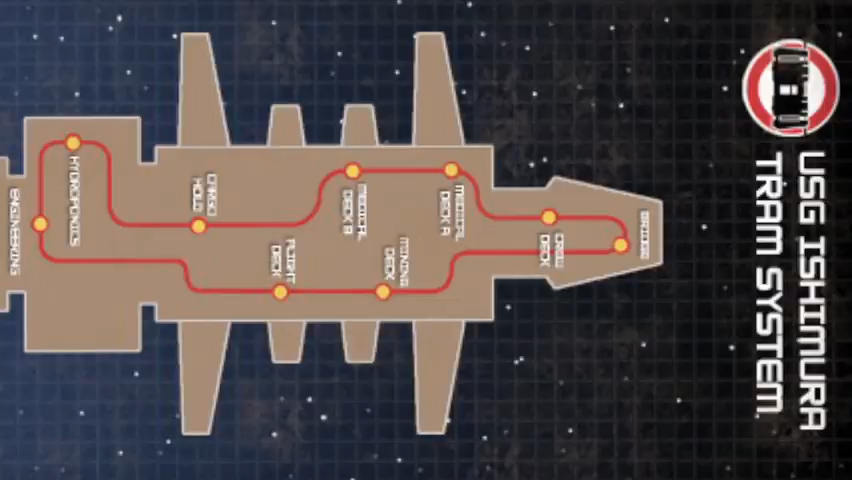 USG ISHIMURA
TRAM SYSTEM
BRIDGE
CREW
DECK
MEDICAL
DECK A
MEDICAL
DECK B
MINING
DECK
FLIGHT
DECK
CARGO
HOLD
HYDROPONICS
ENGINEERING